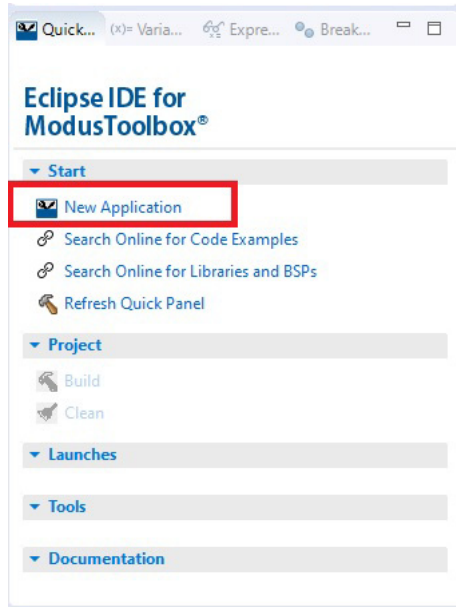 Quick... (x)= Varia... Expre... Break...
Eclipse IDE for
ModusToolbox®
Start
New Application
Search Online for Code Examples
Search Online for Libraries and BSPs
Refresh Quick Panel
Project
Build
Clean
Launches
Tools
Documentation